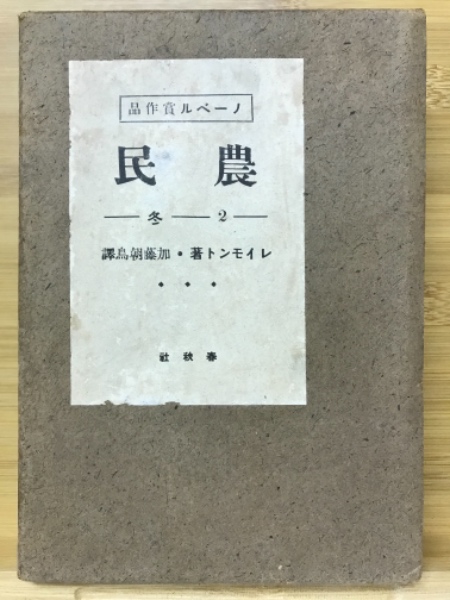 ノーベル賞作品
農民
— 2 — 冬 —
レイモント著・加藤朝鳥譯
春秋社